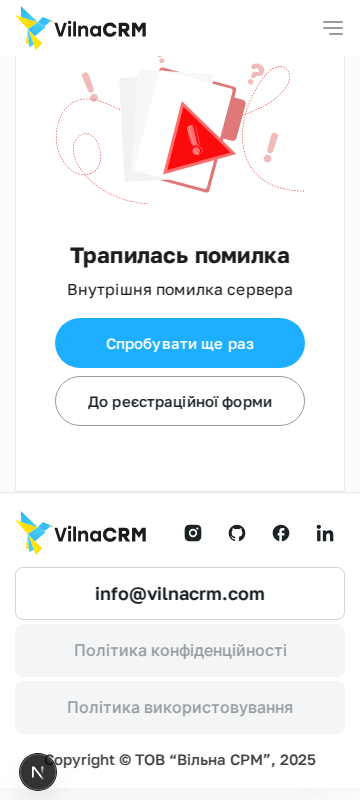 VilnaCRM
Трапилась помилка
Внутрішня помилка сервера
Спробувати ще раз
До реєстраційної форми
VilnaCRM
info@vilnacrm.com
Політика конфіденційності
Політика використовування
Copyright © ТОВ “Вільна СРМ”, 2025
N